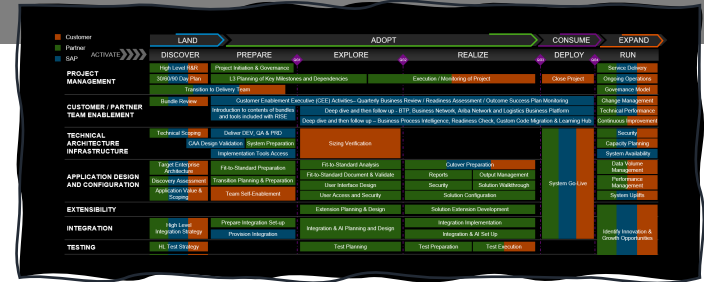 Customer
Partner
SAP
LAND
ADOPT
CONSUME
EXPAND
ACTIVATE
DISCOVER
PREPARE
EXPLORE
REALIZE
DEPLOY
RUN
PROJECT
MANAGEMENT
High Level R&R
Project Initiation & Governance
Service Delivery
30/60/90 Day Plan
L3 Planning of Key Milestones and Dependencies
Execution / Monitoring of Project
Close Project
Ongoing Operations
Transition to Delivery Team
Governance Model
CUSTOMER / PARTNER
TEAM ENABLEMENT
Bundle Review
Customer Enablement Executive (CEE) Activities– Quarterly Business Review / Readiness Assessment / Outcome Success Plan Monitoring
Change Management
Introduction to contents of bundles
and tools included with RISE
Deep dive and then follow up - BTP, Business Network, Ariba Network and Logistics Business Platform
Technical Performance
Deep dive and then follow – Business Process Intelligence, Readiness Check, Custom Code Migration & Learning Hub
Continuous Improvement
TECHNICAL
ARCHITECTURE
INFRASTRUCTURE
Technical Scoping
Deliver DEV, QA & PRD
Sizing Verification
Security
CAA Design Validation
System Preparation
Capacity Planning
Implementation Tools Access
System Availability
APPLICATION DESIGN
AND CONFIGURATION
Target Enterprise
Architecture
Fit-to-Standard Preparation
Fit-to-Standard Analysis
Cutover Preparation
Data Volume
Management
Fit-to-Standard Document & Validate
Reports
Output Management
Discovery Assessment
Transition Planning & Preparation
User Interface Design
Security
Solution Walkthrough
System Go-Live
Performance
Management
Application Value &
Scoping
Team Self-Enablement
User Access and Security
Solution Configuration
System Uplifts
EXTENSIBILITY
Extension Planning & Design
Solution Extension Development
INTEGRATION
High Level
Integration Strategy
Prepare Integration Set-up
Integration & AI Planning and Design
Integration Implementation
Provision Integration
Integration & AI Set Up
Identify Innovation &
Growth Opportunities
TESTING
HL Test Strategy
Test Planning
Test Preparation
Test Execution